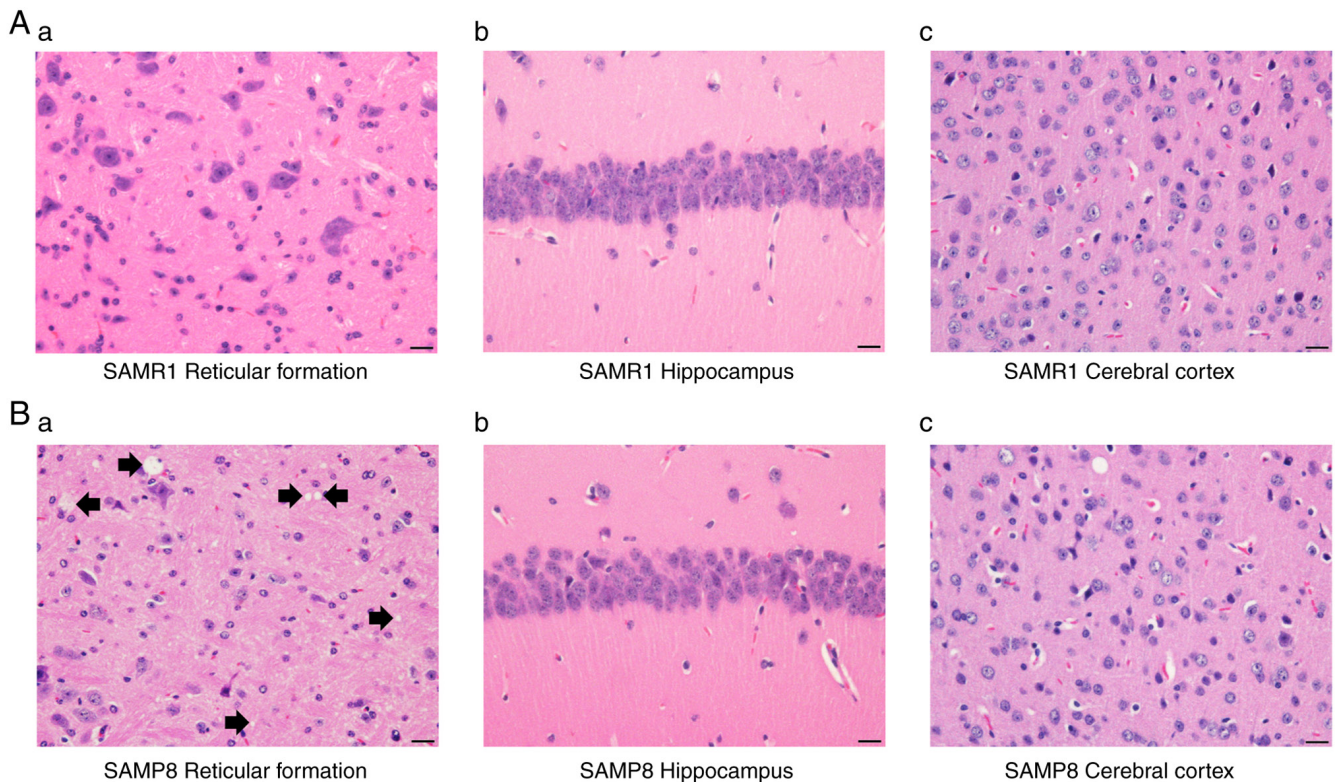 A
a
b
c
SAMR1 Reticular formation
SAMR1 Hippocampus
SAMR1 Cerebral cortex
B
a
b
c
SAMP8 Reticular formation
SAMP8 Hippocampus
SAMP8 Cerebral cortex